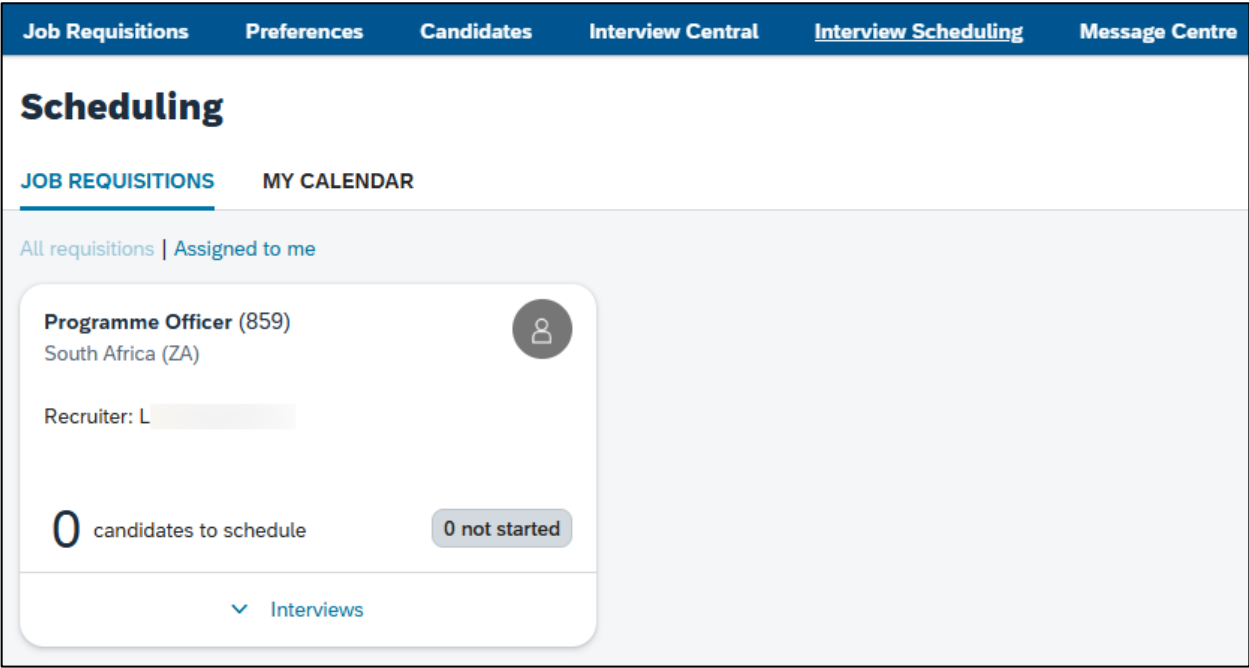 Job Requisitions Preferences Candidates Interview Central Interview Scheduling Message Centre
Scheduling
JOB REQUISITIONS MY CALENDAR
All requisitions | Assigned to me
Programme Officer (859)
South Africa (ZA)
Recruiter: L
0 candidates to schedule 0 not started
Interviews